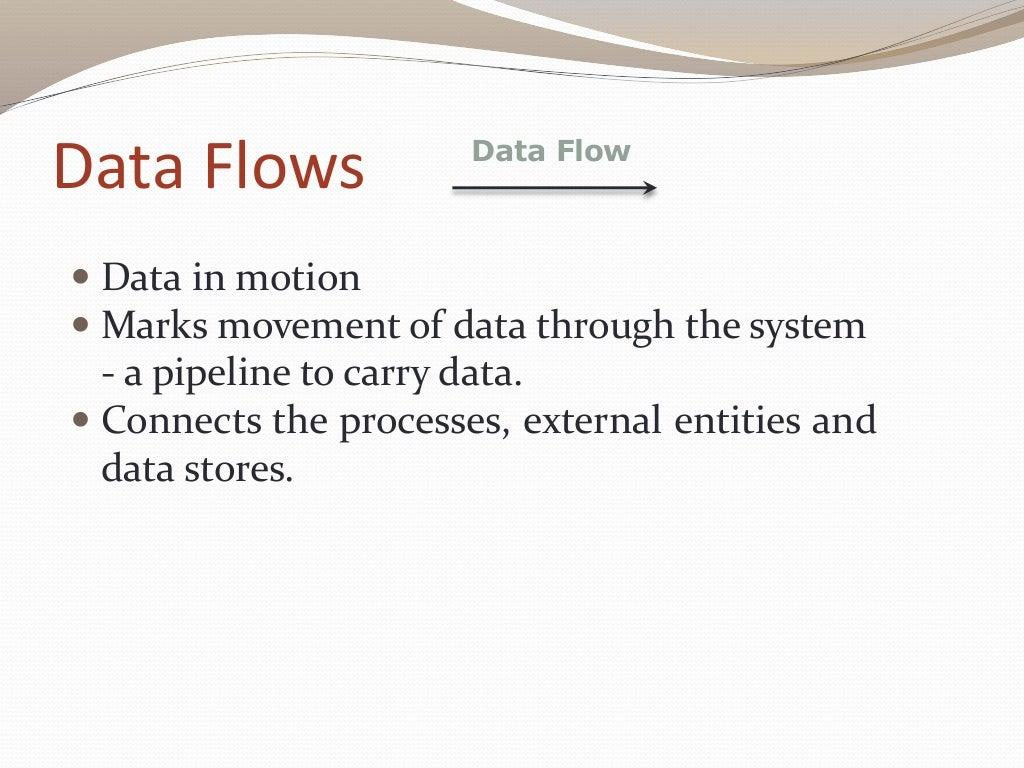 Data Flows
Data Flow
• Data in motion
• Marks movement of data through the system
- a pipeline to carry data.
• Connects the processes, external entities and
data stores.